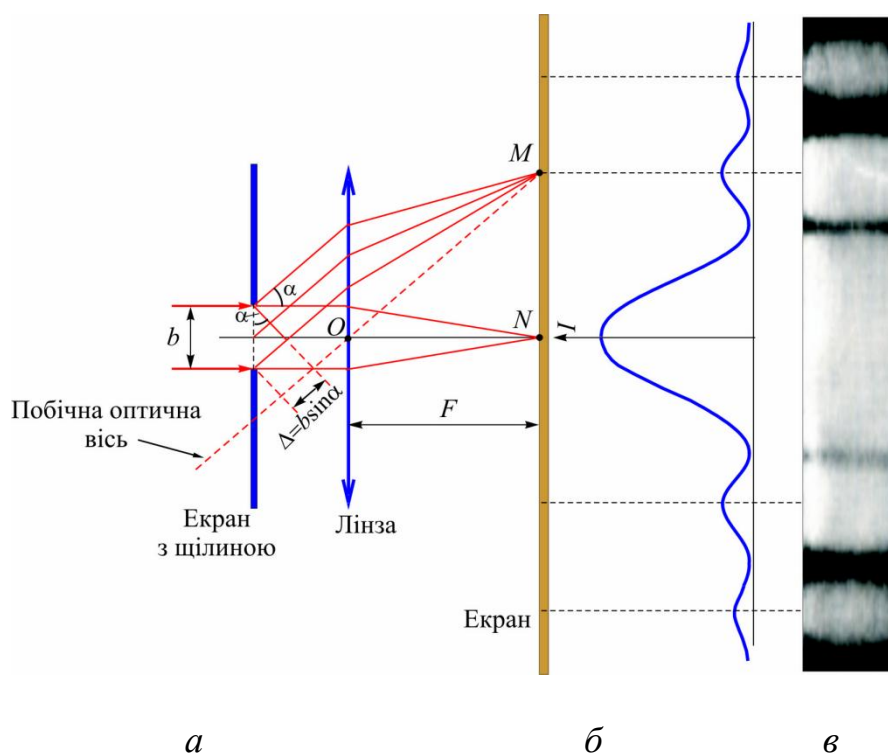 M
α
α
b
O
N
I
F
Δ=bsinα
Побічна оптична
вісь
Екран
з щілиною
Лінза
Екран
а
б
в